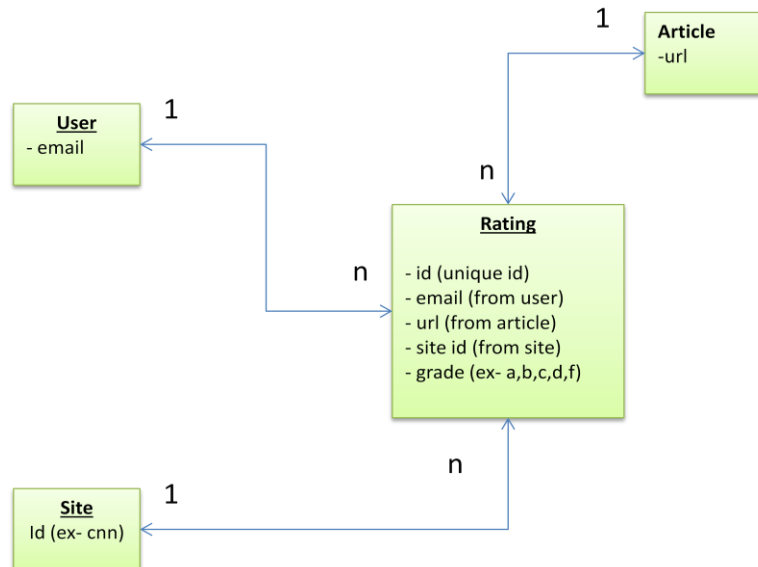 1
Article
-url
User
- email
1
n
n
Rating
- id (unique id)
- email (from user)
- url (from article)
- site id (from site)
- grade (ex- a,b,c,d,f)
n
1
Site
Id (ex- cnn)